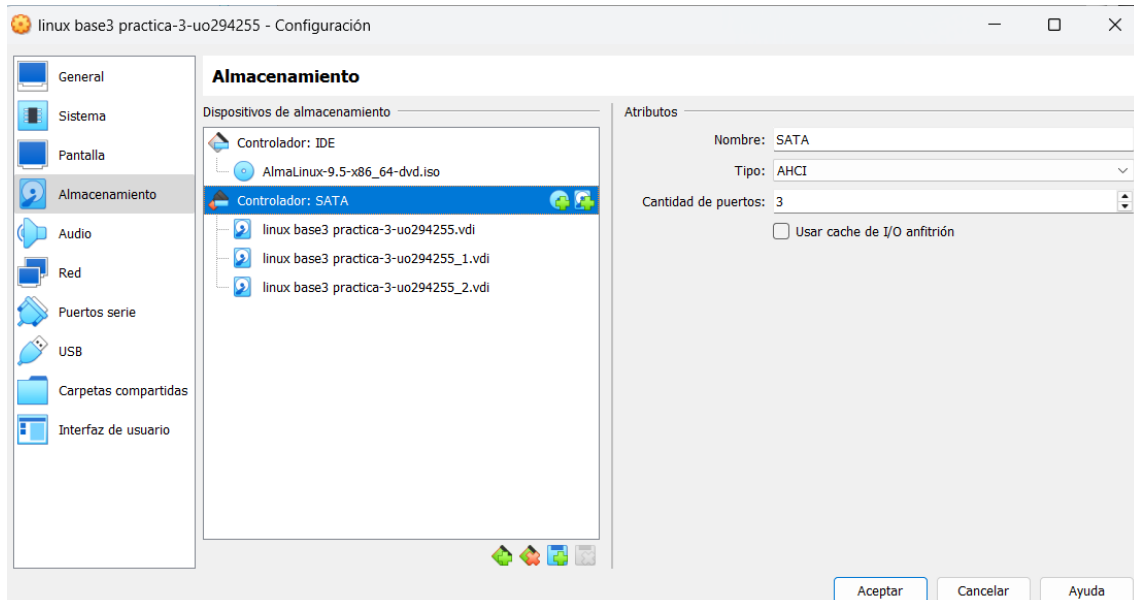 linux base3 practica-3-uo294255 - Configuración
General
Sistema
Pantalla
Almacenamiento
Audio
Red
Puertos serie
USB
Carpetas compartidas
Interfaz de usuario
Almacenamiento
Dispositivos de almacenamiento
Controlador: IDE
AlmaLinux-9.5-x86_64-dvd.iso
Controlador: SATA
linux base3 practica-3-uo294255.vdi
linux base3 practica-3-uo294255_1.vdi
linux base3 practica-3-uo294255_2.vdi
Atributos
Nombre: SATA
Tipo: AHCI
Cantidad de puertos: 3
Usar cache de I/O anfitrión
Aceptar Cancelar Ayuda